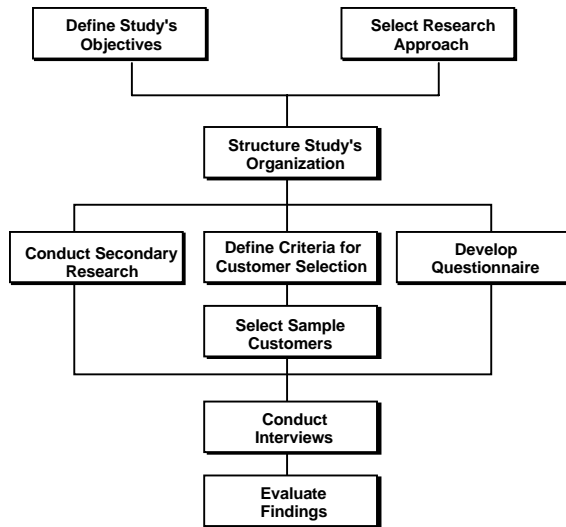 Define Study's
Objectives
Select Research
Approach
Structure Study's
Organization
Conduct Secondary
Research
Define Criteria for
Customer Selection
Develop
Questionnaire
Select Sample
Customers
Conduct
Interviews
Evaluate
Findings